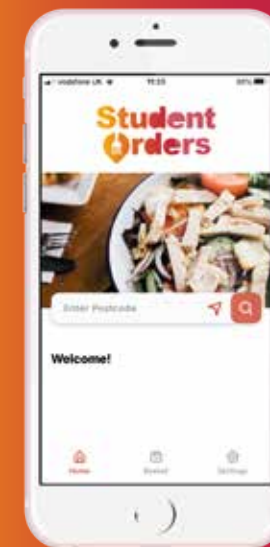 vodafone UK
Student
Orders
Enter Postcode
Welcome!
Home
Basket
Settings